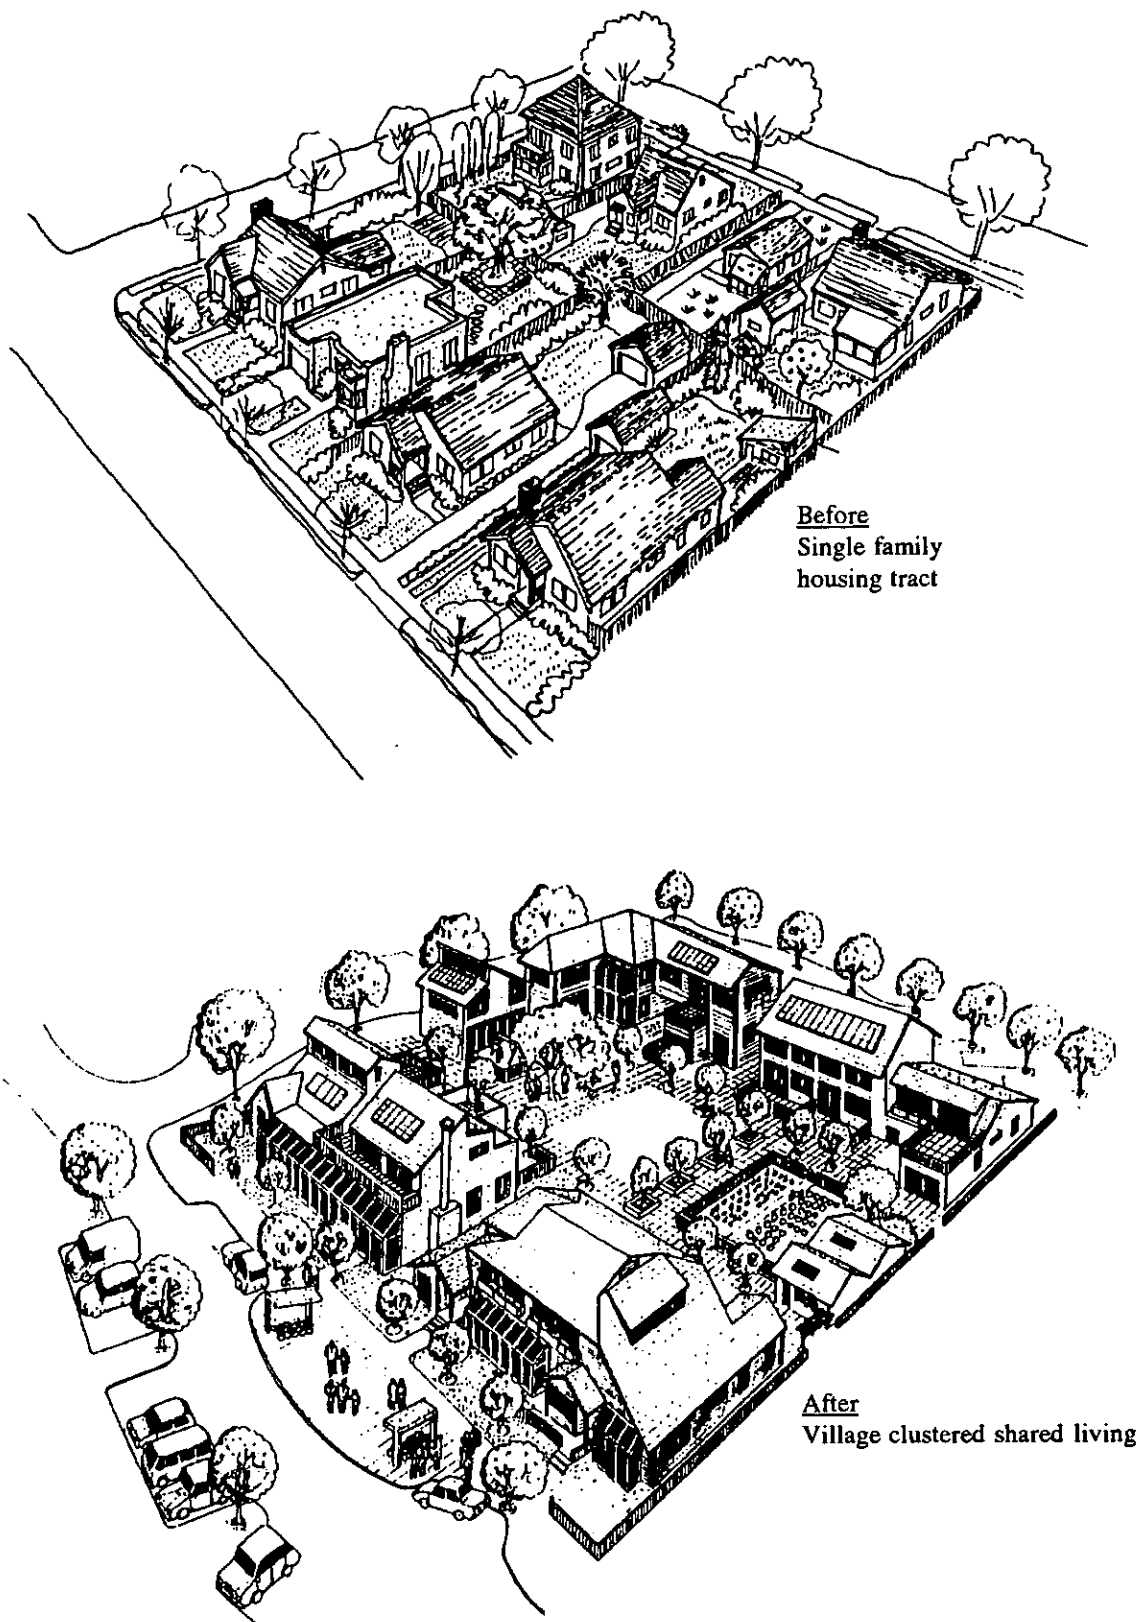 Before
Single family
housing tract
After
Village clustered shared living